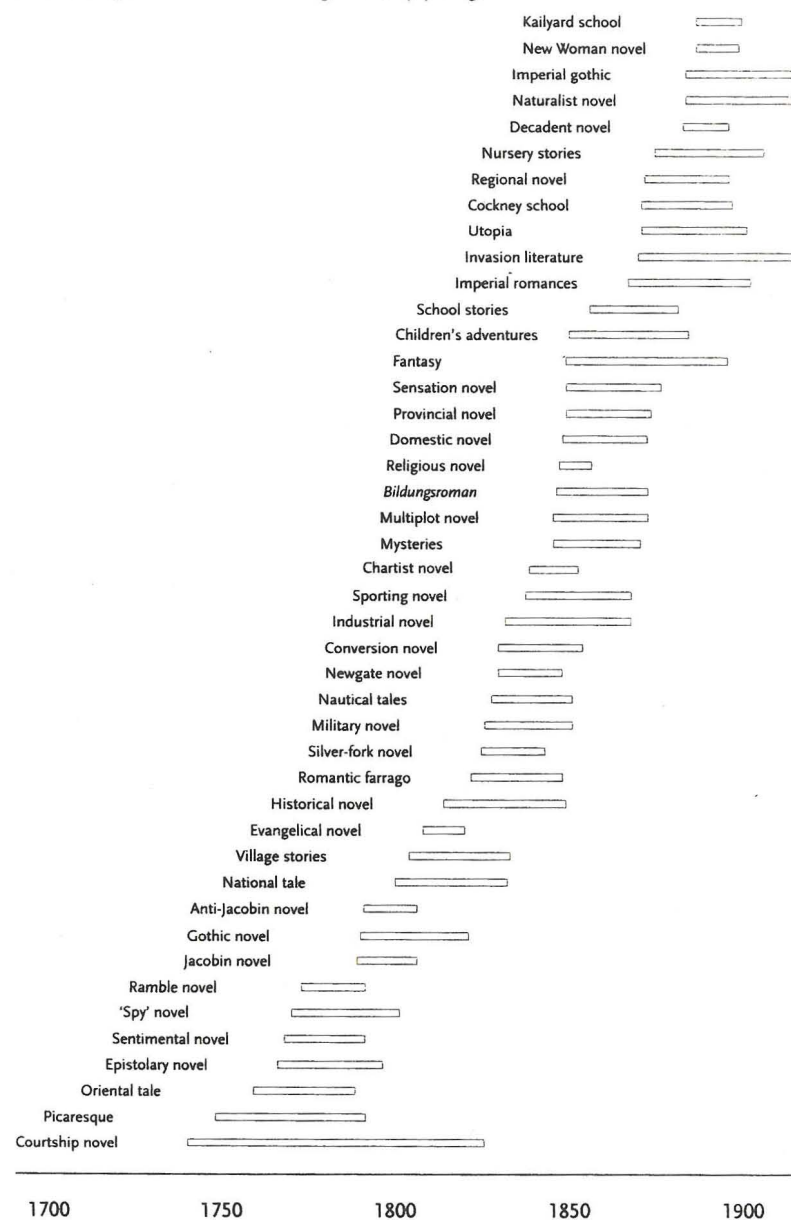 Kailyard school
New Woman novel
Imperial gothic
Naturalist novel
Decadent novel
Nursery stories
Regional novel
Cockney school
Utopia
Invasion literature
Imperial romances
School stories
Children's adventures
Fantasy
Sensation novel
Provincial novel
Domestic novel
Religious novel
Bildungsroman
Multiplot novel
Mysteries
Chartist novel
Sporting novel
Industrial novel
Conversion novel
Newgate novel
Nautical tales
Military novel
Silver-fork novel
Romantic farrago
Historical novel
Evangelical novel
Village stories
National tale
Anti-Jacobin novel
Gothic novel
Jacobin novel
Ramble novel
'Spy' novel
Sentimental novel
Epistolary novel
Oriental tale
Picaresque
Courtship novel
1700 1750 1800 1850 1900